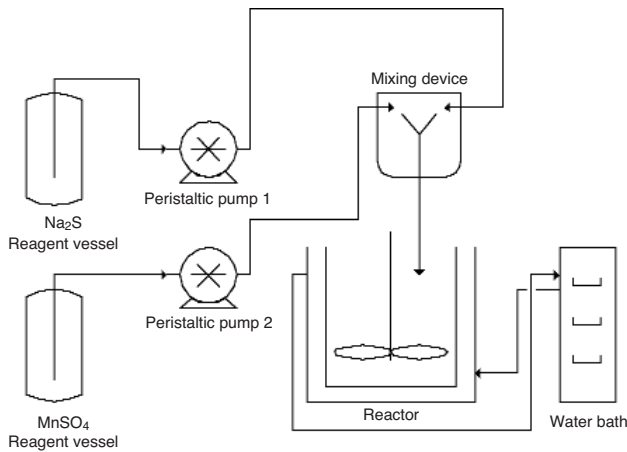 Mixing device
Peristaltic pump 1
Na₂S
Reagent vessel
Peristaltic pump 2
MnSO₄
Reagent vessel
Reactor
Water bath